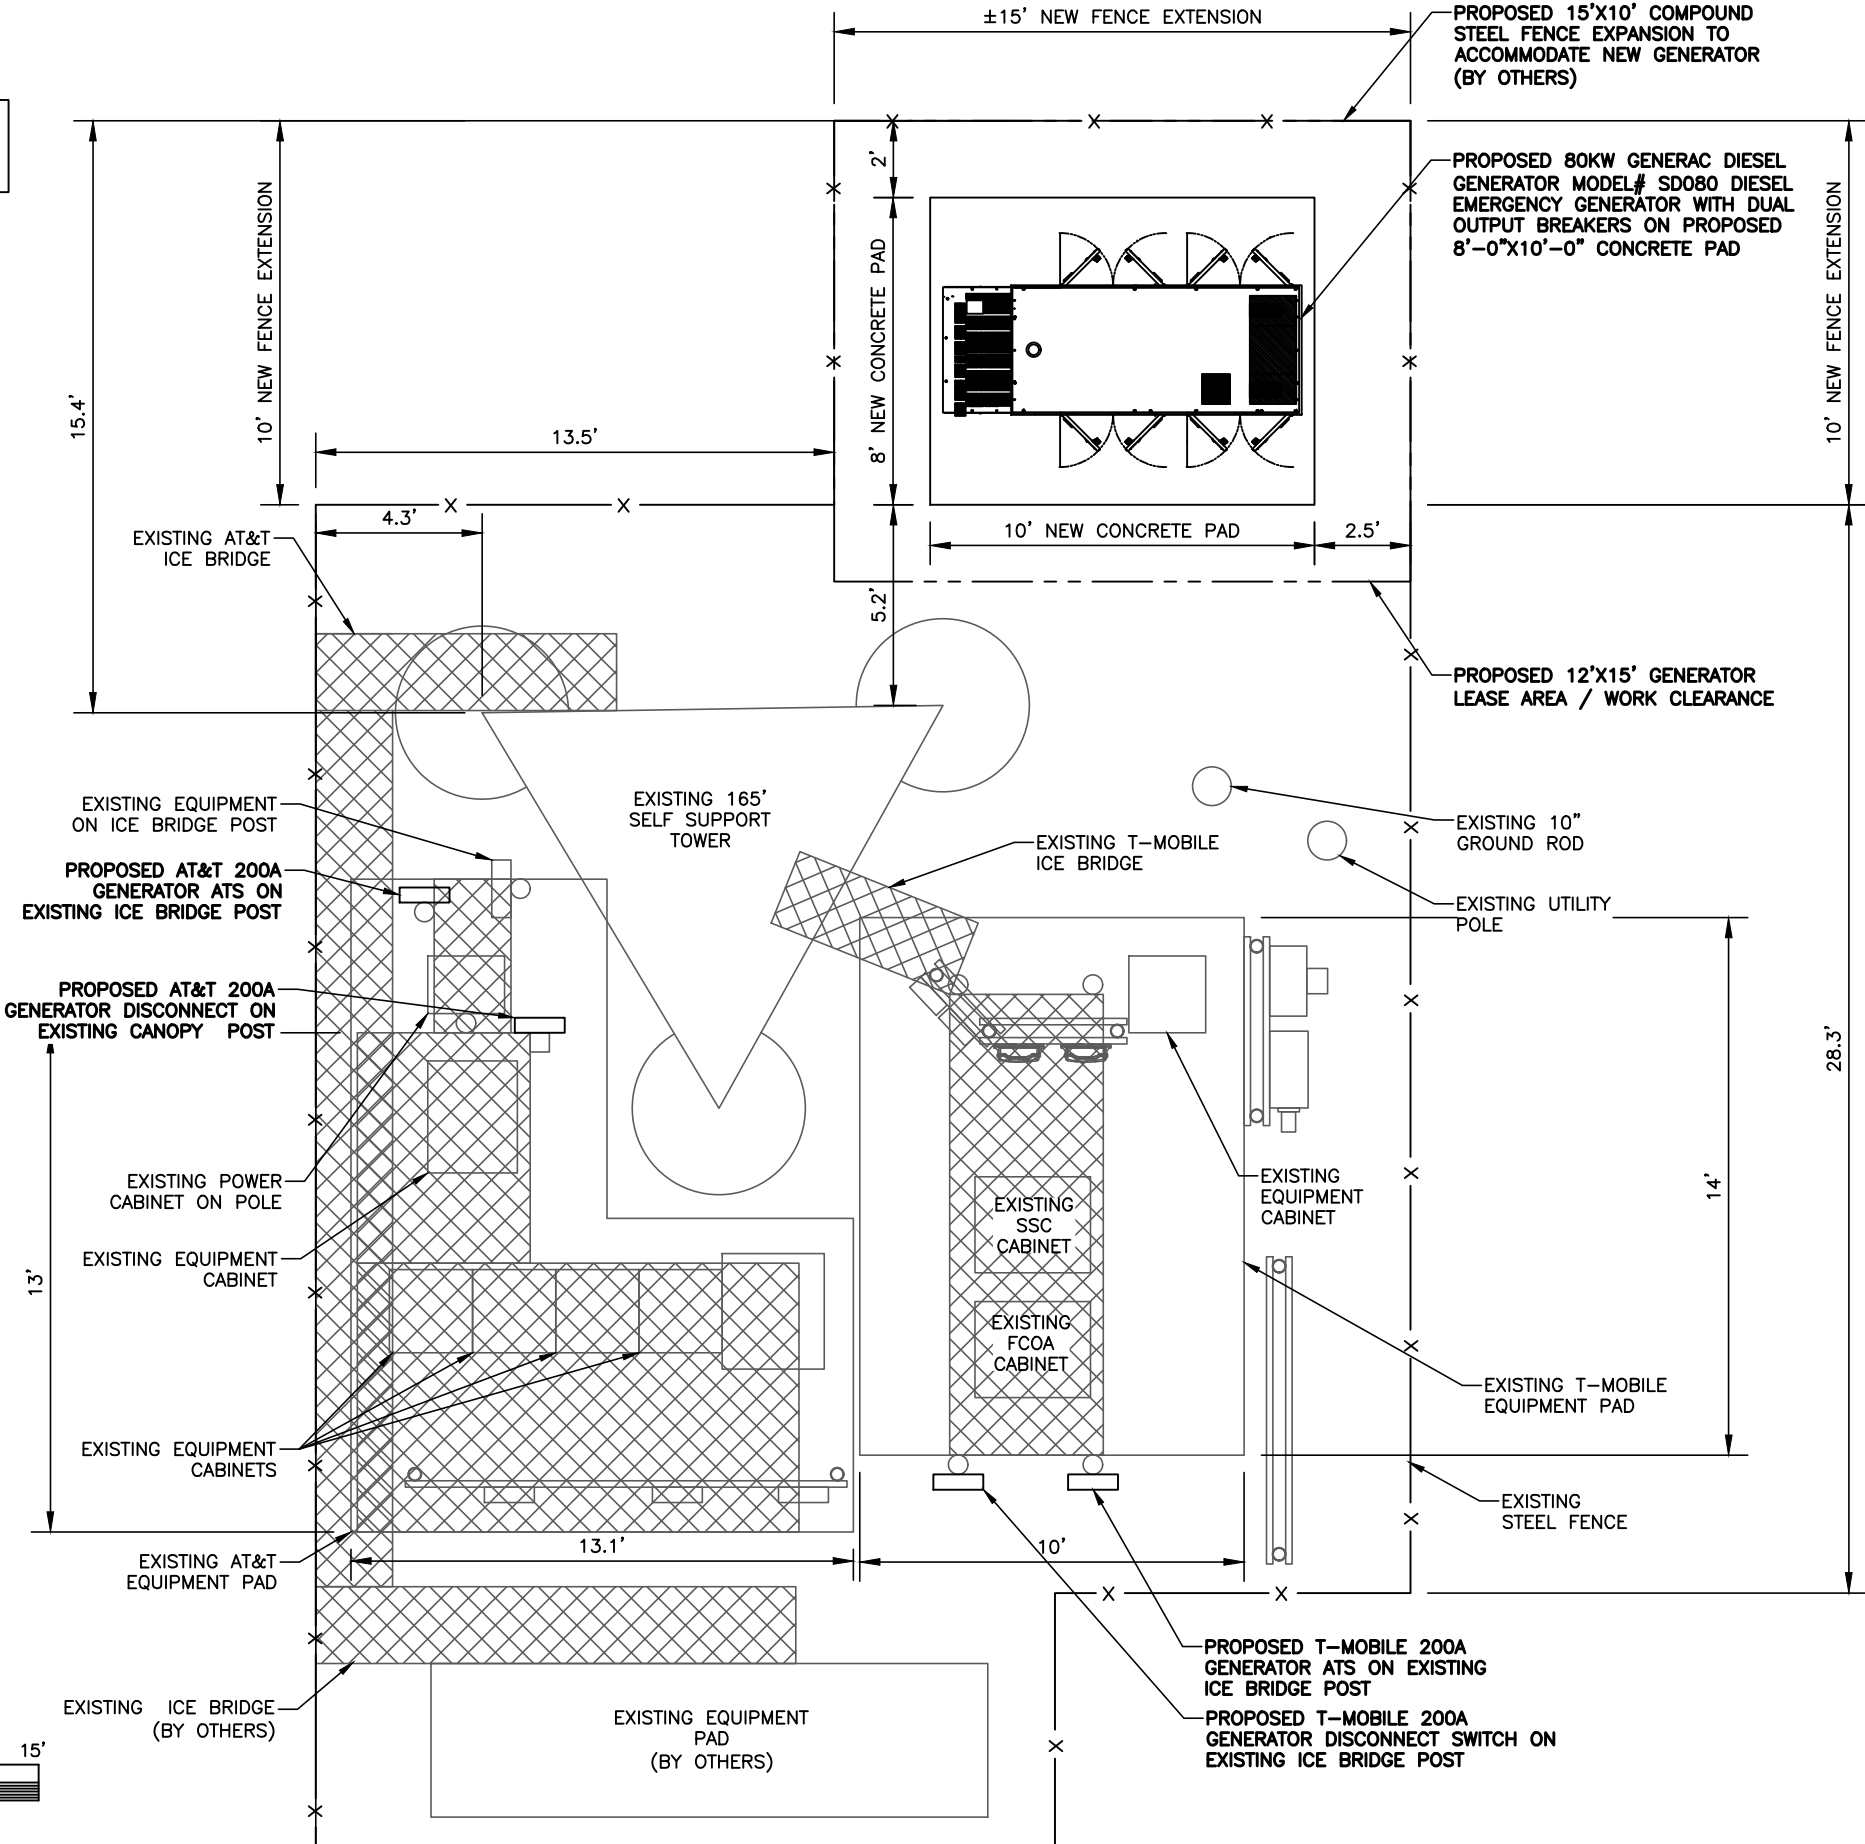 ±15' NEW FENCE EXTENSION
PROPOSED 15'X10' COMPOUND
STEEL FENCE EXPANSION TO
ACCOMMODATE NEW GENERATOR
(BY OTHERS)
PROPOSED 80KW GENERAC DIESEL
GENERATOR MODEL# SD080 DIESEL
EMERGENCY GENERATOR WITH DUAL
OUTPUT BREAKERS ON PROPOSED
8'-0"X10'-0" CONCRETE PAD
15.4'
10' NEW FENCE EXTENSION
2'
8' NEW CONCRETE PAD
10' NEW FENCE EXTENSION
13.5'
4.3'
10' NEW CONCRETE PAD
2.5'
5.2'
EXISTING AT&T
ICE BRIDGE
PROPOSED 12'X15' GENERATOR
LEASE AREA / WORK CLEARANCE
EXISTING EQUIPMENT
ON ICE BRIDGE POST
EXISTING 165'
SELF SUPPORT
TOWER
EXISTING T-MOBILE
ICE BRIDGE
EXISTING 10"
GROUND ROD
PROPOSED AT&T 200A
GENERATOR ATS ON
EXISTING ICE BRIDGE POST
EXISTING UTILITY
POLE
PROPOSED AT&T 200A
GENERATOR DISCONNECT ON
EXISTING CANOPY POST
28.3'
14'
EXISTING POWER
CABINET ON POLE
EXISTING
EQUIPMENT
CABINET
EXISTING
SSC
CABINET
EXISTING EQUIPMENT
CABINET
13'
EXISTING
FCOA
CABINET
EXISTING T-MOBILE
EQUIPMENT PAD
EXISTING EQUIPMENT
CABINETS
EXISTING
STEEL FENCE
EXISTING AT&T
EQUIPMENT PAD
13.1'
10'
PROPOSED T-MOBILE 200A
GENERATOR ATS ON EXISTING
ICE BRIDGE POST
EXISTING ICE BRIDGE
(BY OTHERS)
EXISTING EQUIPMENT
PAD
(BY OTHERS)
PROPOSED T-MOBILE 200A
GENERATOR DISCONNECT SWITCH ON
EXISTING ICE BRIDGE POST
15'